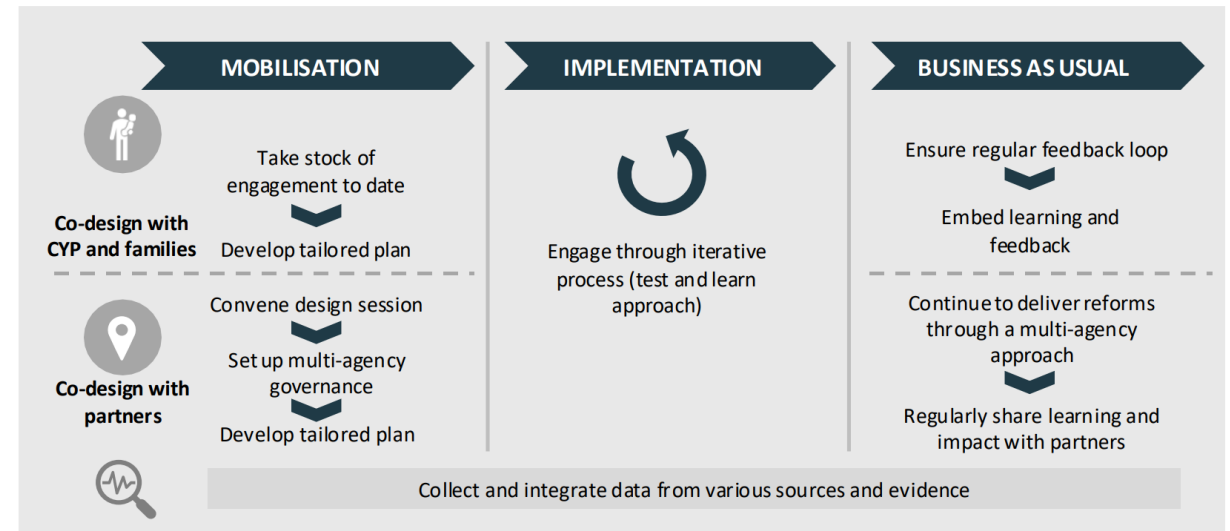 MOBILISATION
IMPLEMENTATION
BUSINESS AS USUAL
Co-design with
CYP and families
Take stock of
engagement to date
Develop tailored plan
Engage through iterative
process (test and learn
approach)
Ensure regular feedback loop
Embed learning and
feedback
Co-design with
partners
Convene design session
Set up multi-agency
governance
Develop tailored plan
Continue to deliver reforms
through a multi-agency
approach
Regularly share learning and
impact with partners
Collect and integrate data from various sources and evidence